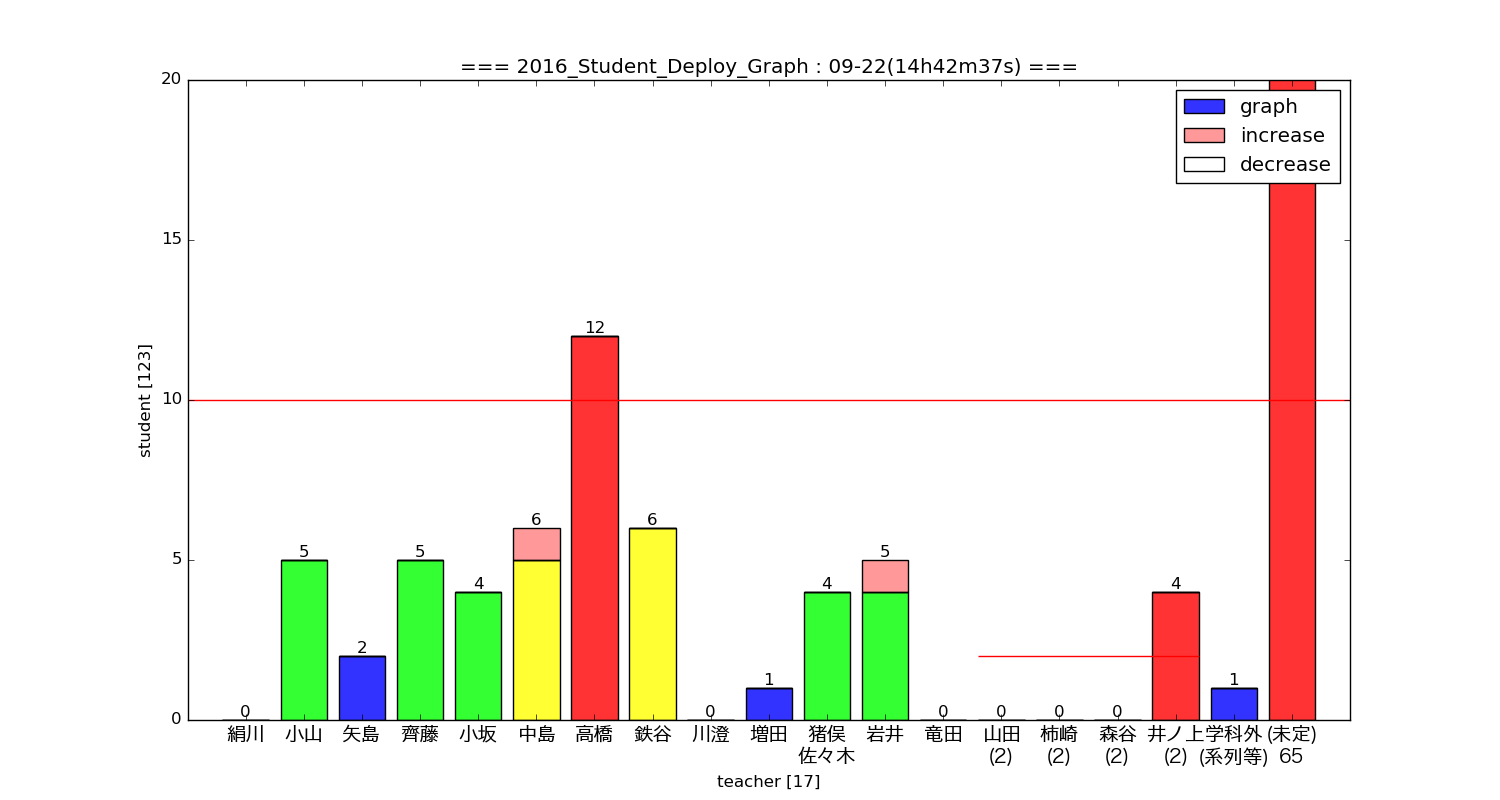 === 2016_Student_Deploy_Graph : 09-22(14h42m37s) ===
graph
increase
decrease
20
15
10
5
0
student [123]
0
5
2
5
4
6
12
6
0
1
4
5
0
0
0
0
4
1
絹川 小山 矢島 齊藤 小坂 中島 高橋 鉄谷 川澄 増田 猪俣 岩井 竜田 山田 柿崎 森谷 井ノ上 学科外 (未定)
佐々木 (2) (2) (2) (2) (系列等) 65
teacher [17]